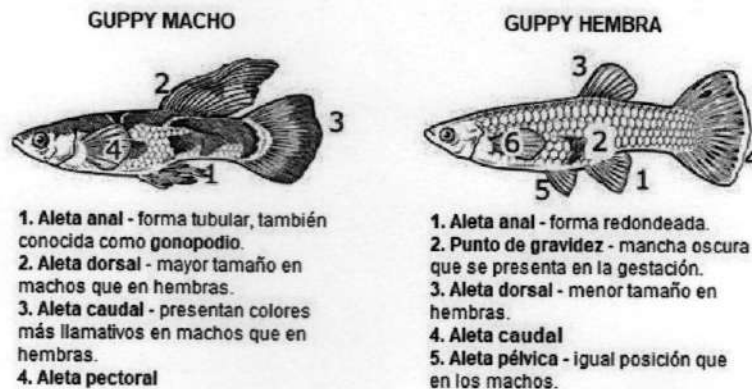 GUPPY MACHO
2
3
4
1
1. Aleta anal - forma tubular, también
conocida como gonopodio.
2. Aleta dorsal - mayor tamaño en
machos que en hembras.
3. Aleta caudal - presentan colores
más llamativos en machos que en
hembras.
4. Aleta pectoral
GUPPY HEMBRA
3
6
2
5
1
1. Aleta anal - forma redondeada.
2. Punto de gravidez - mancha oscura
que se presenta en la gestación.
3. Aleta dorsal - menor tamaño en
hembras.
4. Aleta caudal
5. Aleta pélvica - igual posición que
en los machos.